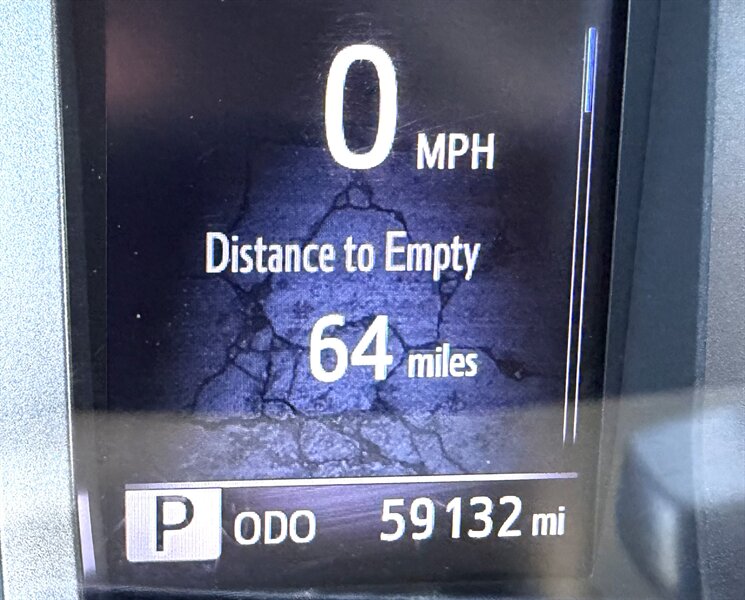 0 MPH
Distance to Empty
64 miles
P ODO 59132 mi